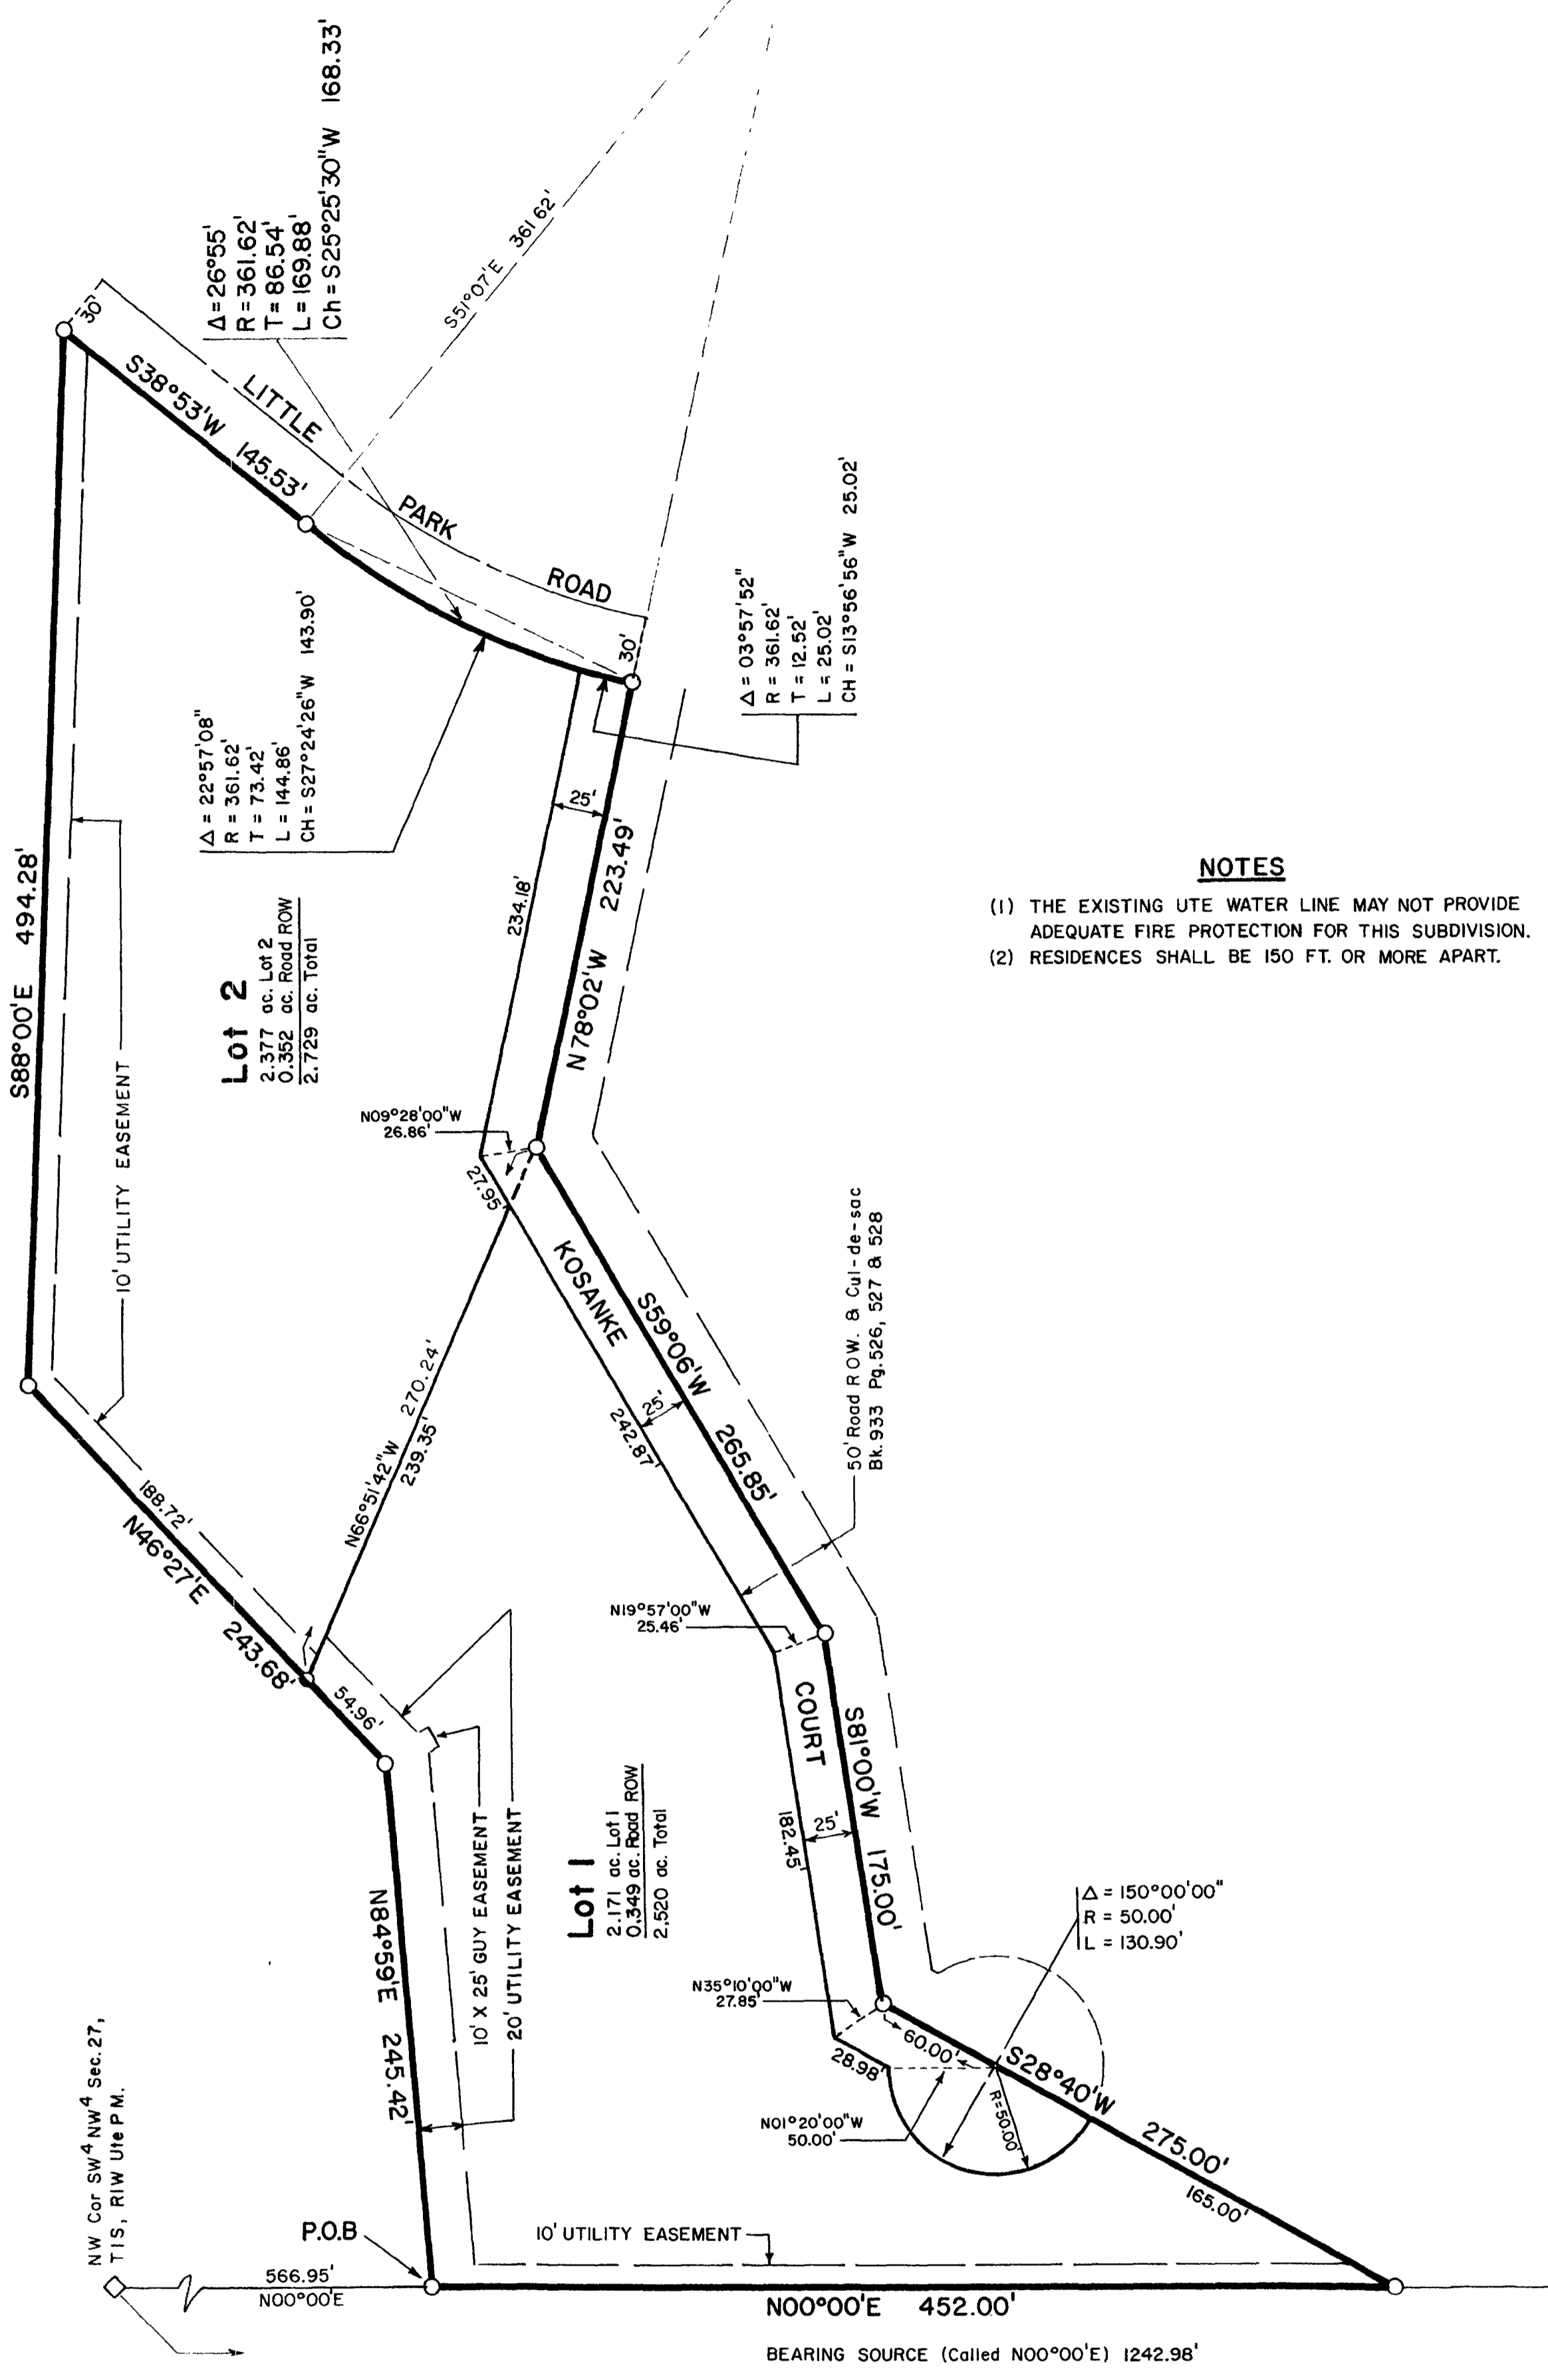 Δ = 26°55'
R = 361.62'
T = 86.54'
L = 169.88'
Ch = S25°25'30"W 168.33'
S51°07'E 361.62'
30'
S38°53'W 145.53'
LITTLE
PARK
ROAD
30'
S88°00'E 494.28'
Δ = 22°57'08"
R = 361.62'
T = 73.42'
L = 144.86'
CH = S27°24'26"W 143.90'
Δ = 03°57'52"
R = 361.62'
T = 12.52'
L = 25.02'
CH = S13°56'56"W 25.02'
25'
234.18'
N78°02'W 223.49'
Lot 2
2.377 ac. Lot 2
0.352 ac. Road ROW
2.729 ac. Total
10' UTILITY EASEMENT
NOTES
(1) THE EXISTING UTE WATER LINE MAY NOT PROVIDE
ADEQUATE FIRE PROTECTION FOR THIS SUBDIVISION.
(2) RESIDENCES SHALL BE 150 FT. OR MORE APART.
N09°28'00"W
26.86'
27.95'
KOSANKE
S59°06'W 265.85'
25'
242.87'
N66°51'42"W 270.24'
239.35'
188.72'
N46°27'E 243.68'
54.96'
50' Road ROW. & Cul-de-sac
Bk.933 Pg.526, 527 & 528
N19°57'00"W
25.46'
COURT
S81°00'W 175.00'
25'
182.45'
Lot 1
2.171 ac. Lot 1
0.349 ac. Road ROW
2.520 ac. Total
10' X 25' GUY EASEMENT
20' UTILITY EASEMENT
N84°59'E 245.42'
Δ = 150°00'00"
R = 50.00'
L = 130.90'
N35°10'00"W
27.85'
60.00'
28.98'
S28°40'W 275.00'
R=50.00'
N01°20'00"W
50.00'
165.00'
NW Cor SW⁴ NW⁴ Sec.27,
T1S, R1W Ute PM.
P.O.B
10' UTILITY EASEMENT
566.95'
N00°00'E
N00°00'E 452.00'
BEARING SOURCE (Called N00°00'E) 1242.98'